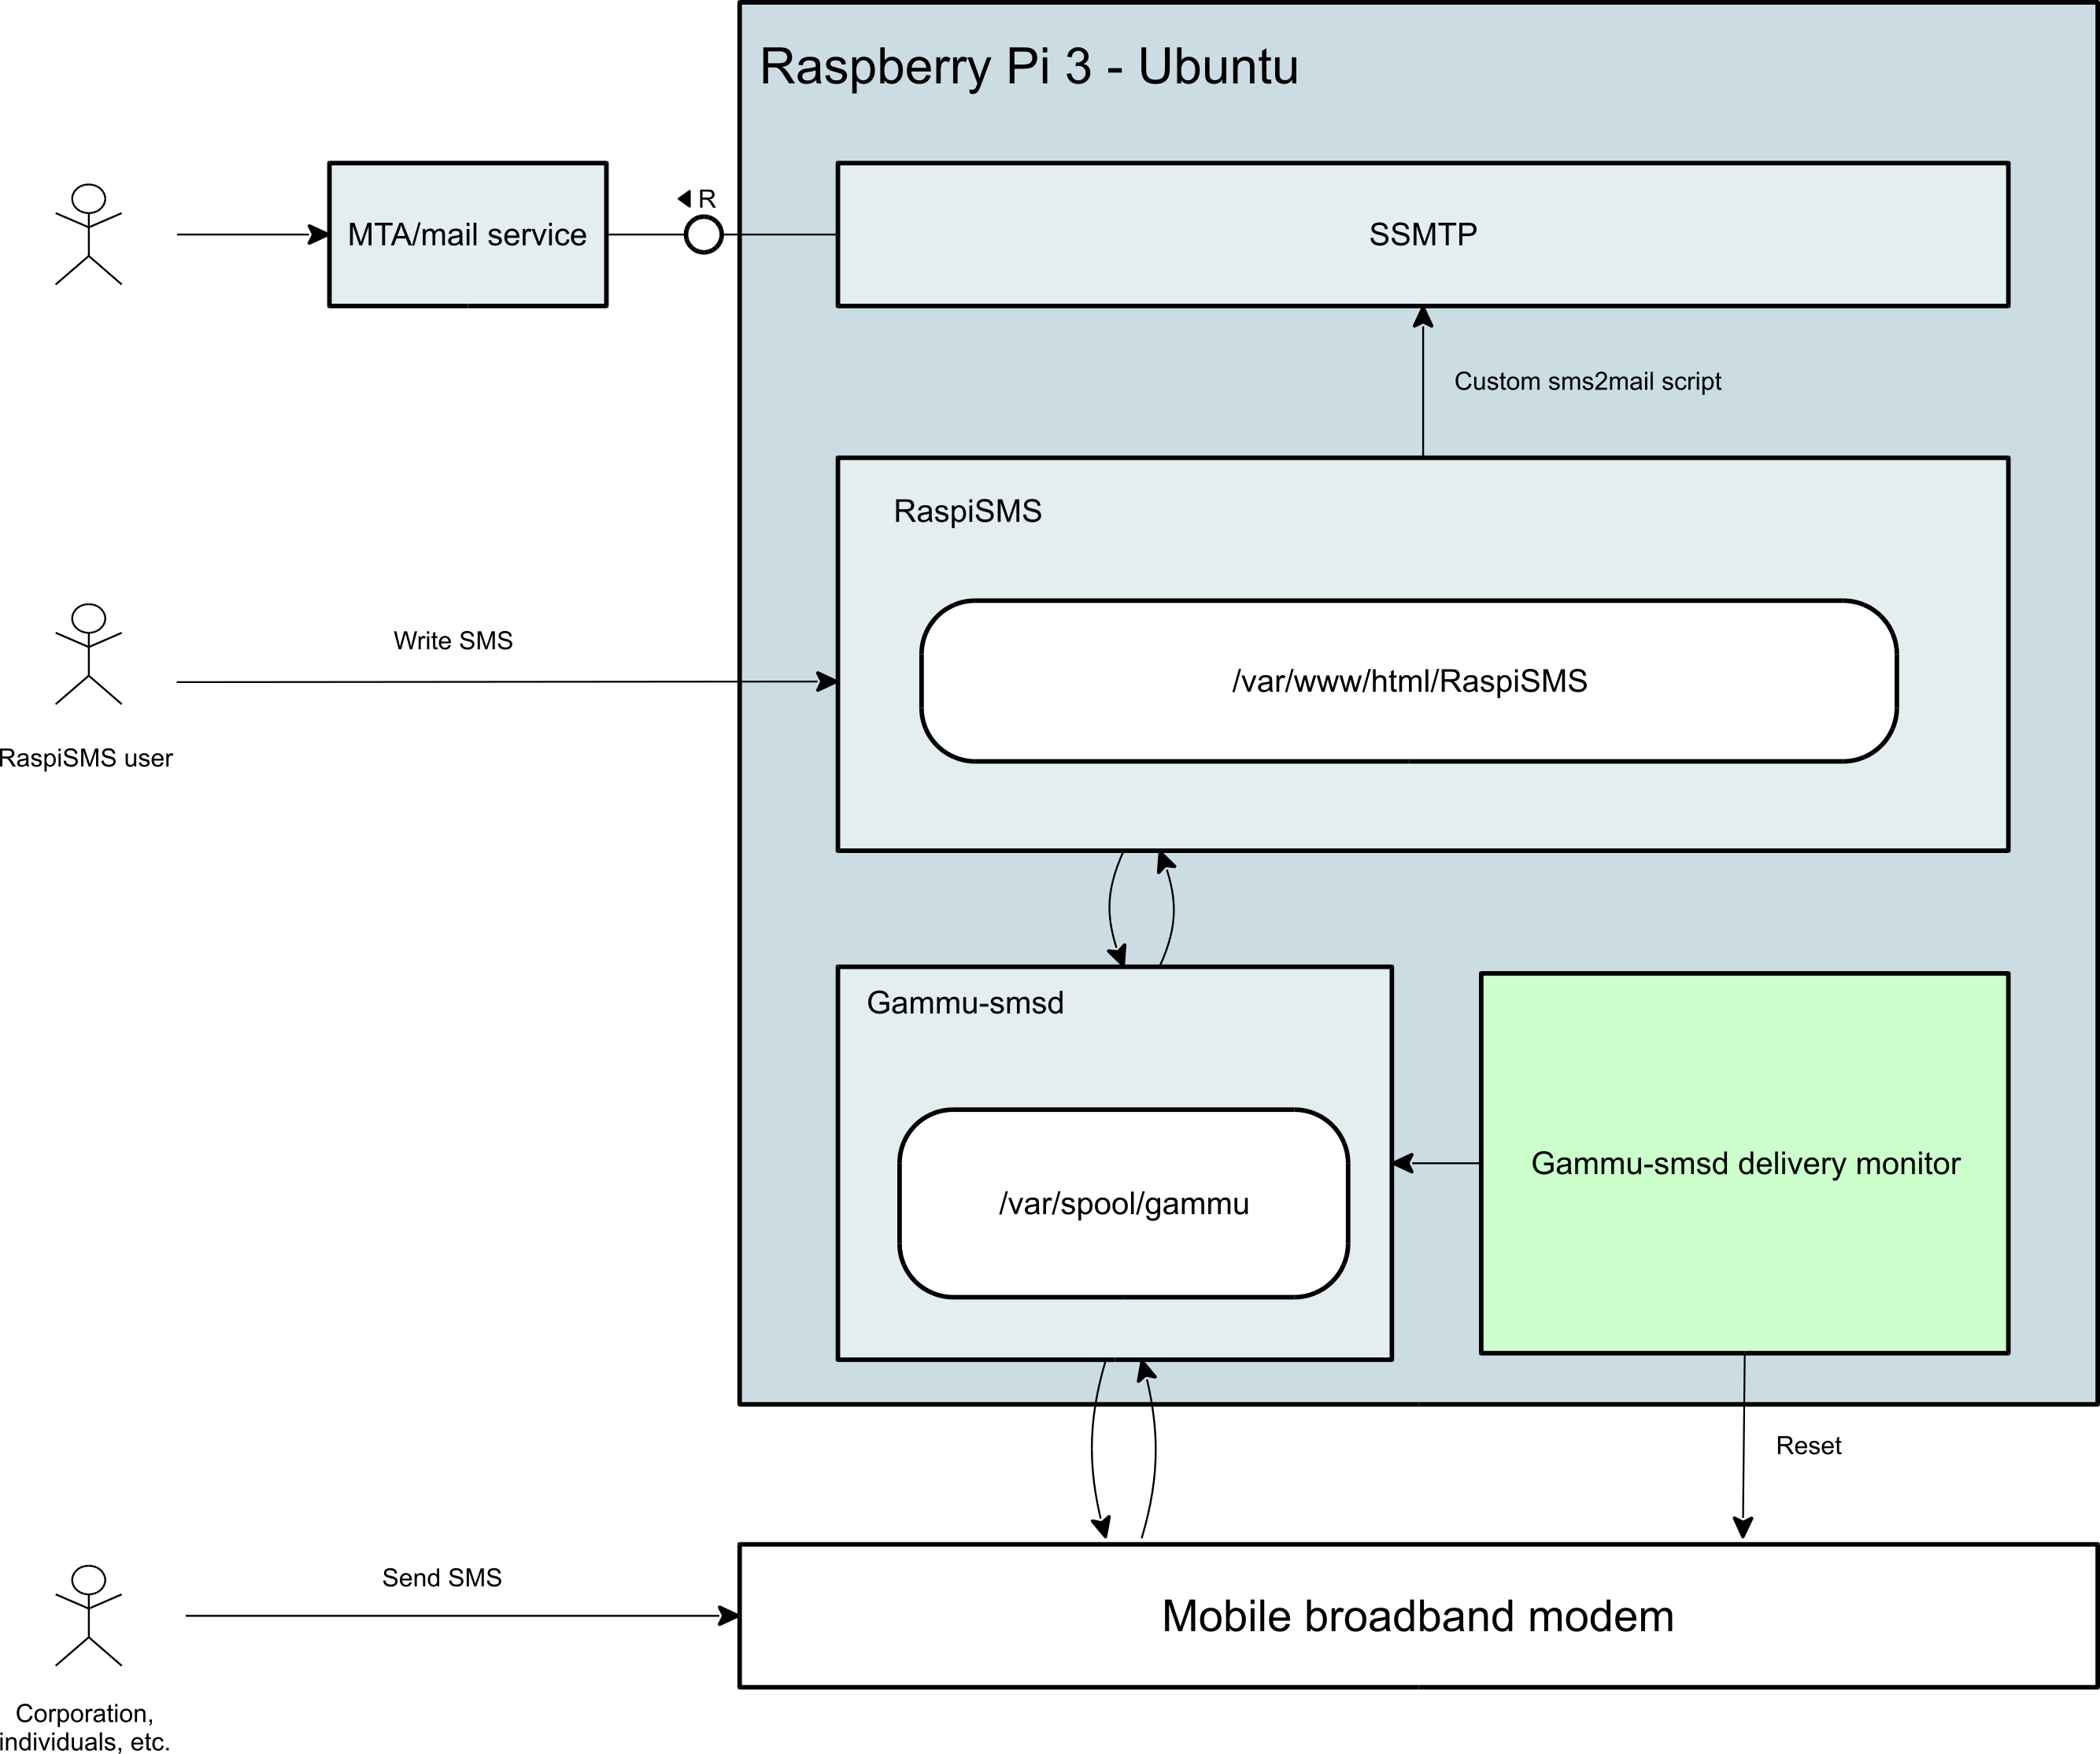 Raspberry Pi 3 - Ubuntu
R
MTA/mail service
SSMTP
Custom sms2mail script
RaspiSMS
Write SMS
/var/www/html/RaspiSMS
RaspiSMS user
Gammu-smsd
Gammu-smsd delivery monitor
/var/spool/gammu
Reset
Send SMS
Mobile broadband modem
Corporation,
individuals, etc.